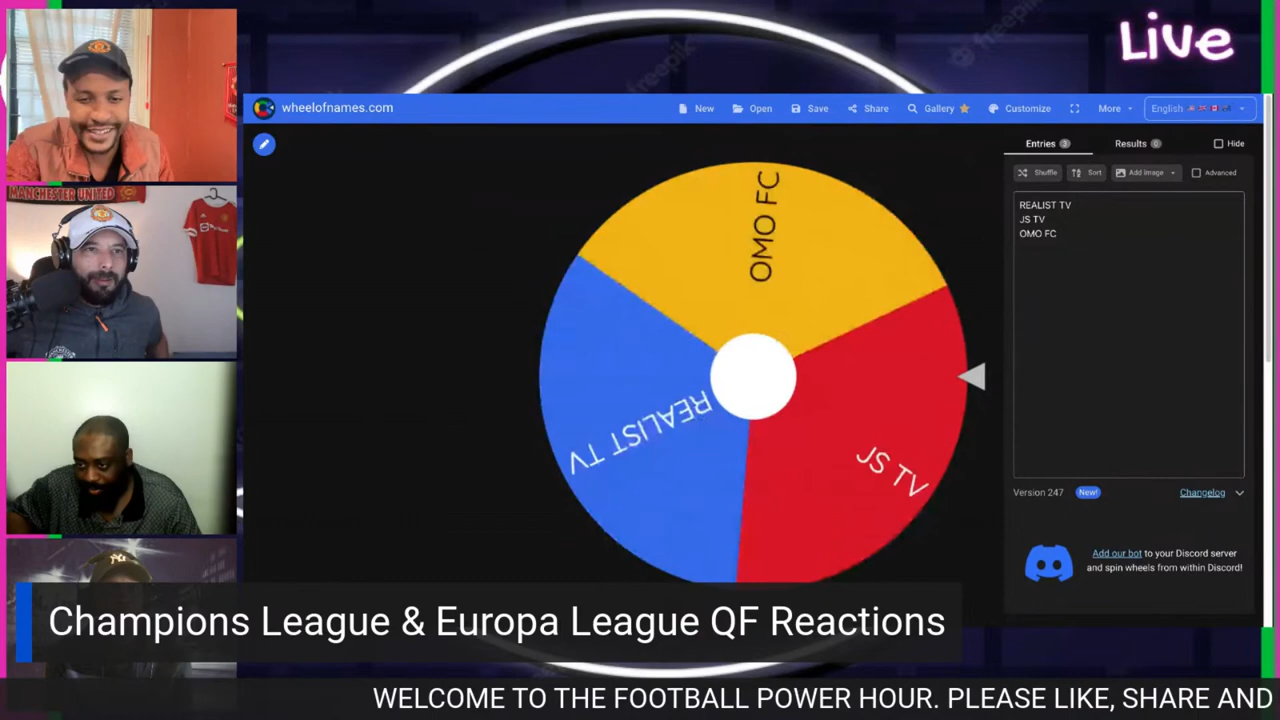 Live
MANCHESTER UNITED
wheelofnames.com
New
Open
Save
Share
Gallery
Customize
More
English
Entries 3
Results 0
Hide
Shuffle
Sort
Add image
Advanced
REALIST TV
JS TV
OMO FC
OMO FC
REALIST TV
JS TV
Version 247
New!
Changelog
Add our bot to your Discord server
and spin wheels from within Discord!
Champions League & Europa League QF Reactions
WELCOME TO THE FOOTBALL POWER HOUR. PLEASE LIKE, SHARE AND